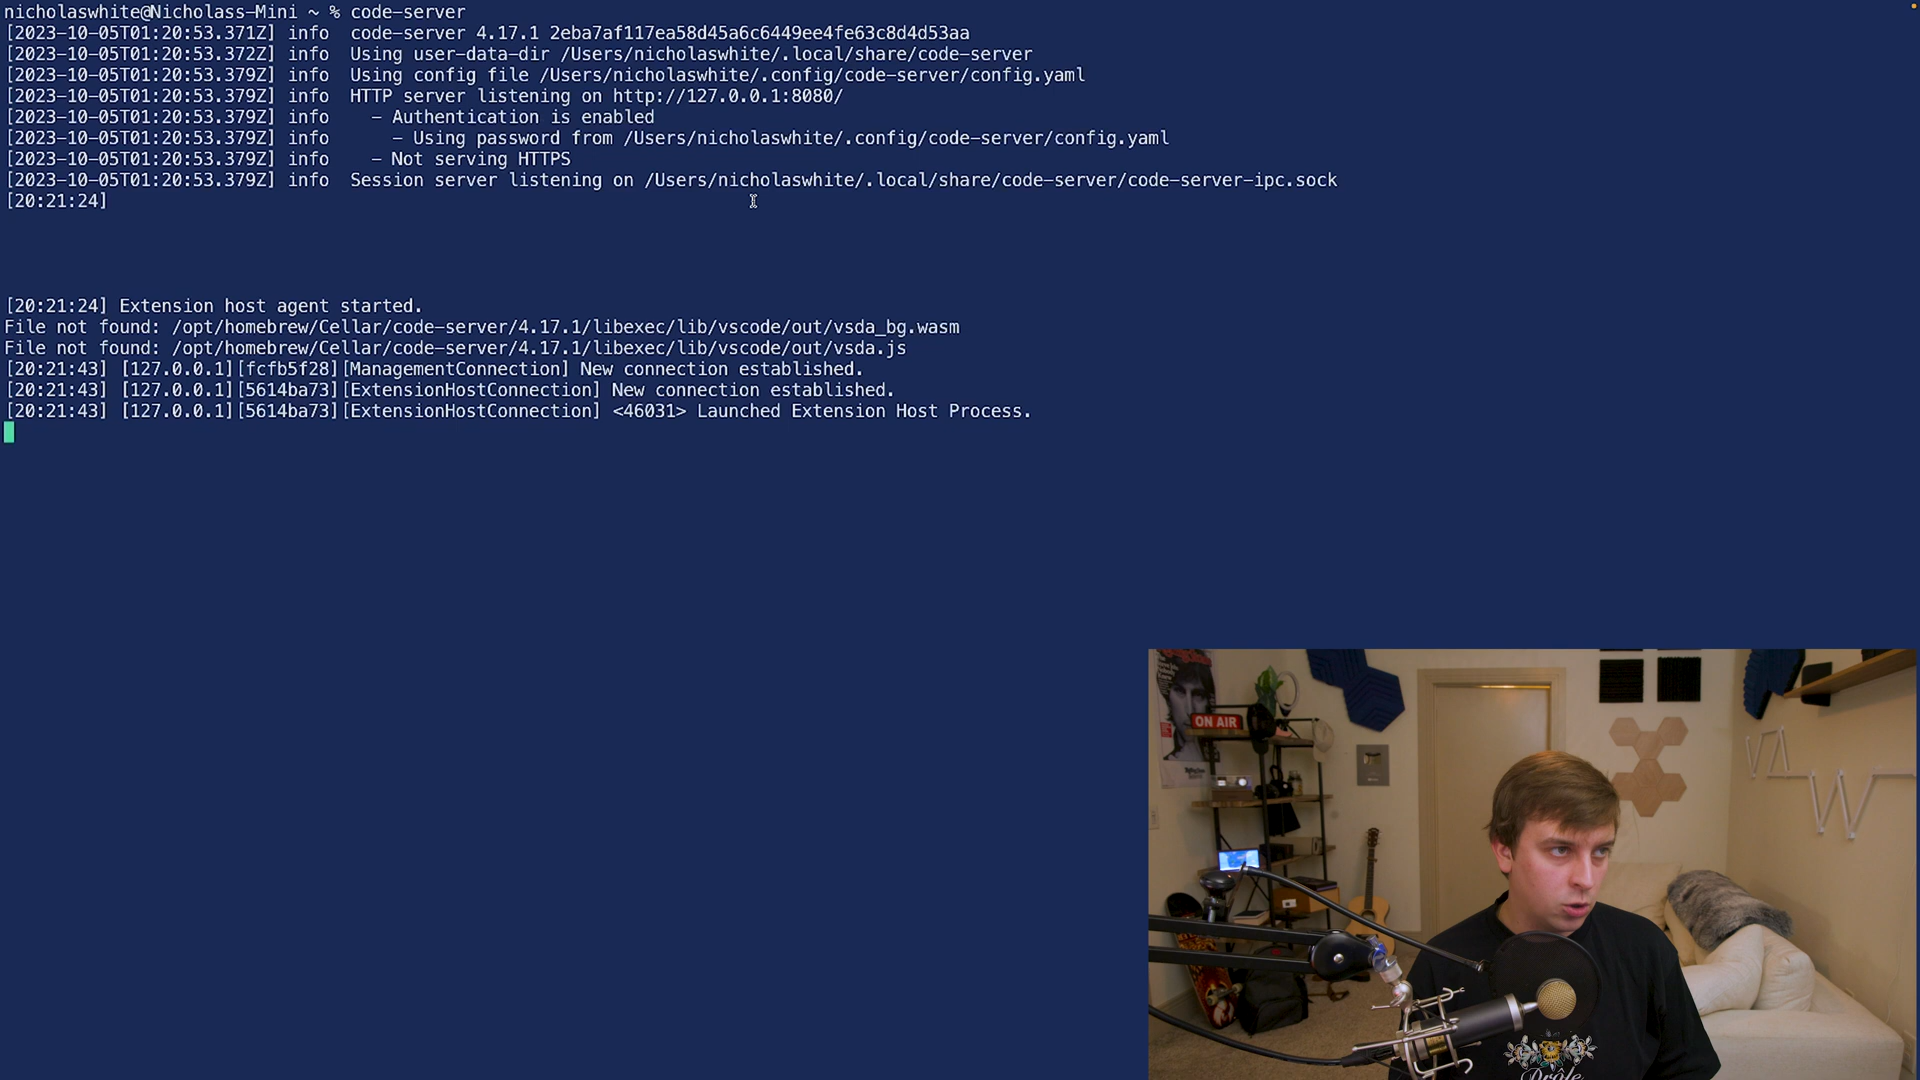 nicholaswhite@Nicholass-Mini ~ % code-server
[2023-10-05T01:20:53.371Z] info  code-server 4.17.1 2eba7af117ea58d45a6c6449ee4fe63c8d4d53aa
[2023-10-05T01:20:53.372Z] info  Using user-data-dir /Users/nicholaswhite/.local/share/code-server
[2023-10-05T01:20:53.379Z] info  Using config file /Users/nicholaswhite/.config/code-server/config.yaml
[2023-10-05T01:20:53.379Z] info  HTTP server listening on http://127.0.0.1:8080/
[2023-10-05T01:20:53.379Z] info    – Authentication is enabled
[2023-10-05T01:20:53.379Z] info      – Using password from /Users/nicholaswhite/.config/code-server/config.yaml
[2023-10-05T01:20:53.379Z] info    – Not serving HTTPS
[2023-10-05T01:20:53.379Z] info  Session server listening on /Users/nicholaswhite/.local/share/code-server/code-server-ipc.sock
[20:21:24]
[20:21:24] Extension host agent started.
File not found: /opt/homebrew/Cellar/code-server/4.17.1/libexec/lib/vscode/out/vsda_bg.wasm
File not found: /opt/homebrew/Cellar/code-server/4.17.1/libexec/lib/vscode/out/vsda.js
[20:21:43] [127.0.0.1][fcfb5f28][ManagementConnection] New connection established.
[20:21:43] [127.0.0.1][5614ba73][ExtensionHostConnection] New connection established.
[20:21:43] [127.0.0.1][5614ba73][ExtensionHostConnection] <46031> Launched Extension Host Process.
ON AIR
Drôle